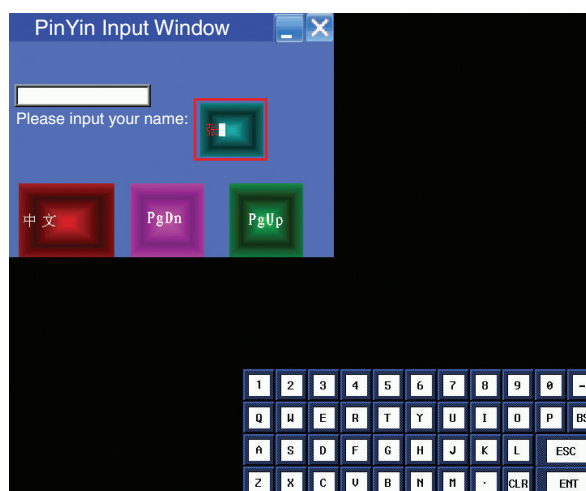 PinYin Input Window
Please input your name:
张
中文 PgDn PgUp
1 2 3 4 5 6 7 8 9 0 -
Q W E R T Y U I O P BS
A S D F G H J K L ESC
Z X C V B N M . CLR ENT